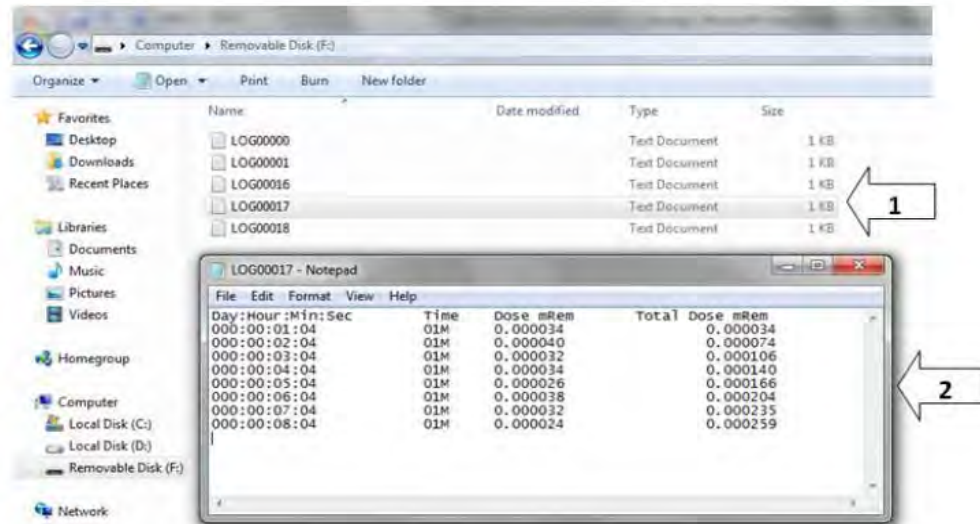 Computer ▸ Removable Disk (F:)
Organize Open Print Burn New folder
Favorites
Desktop
Downloads
Recent Places
Libraries
Documents
Music
Pictures
Videos
Homegroup
Computer
Local Disk (C:)
Local Disk (D:)
Removable Disk (F:)
Network
Name Date modified Type Size
LOG00000 Text Document 1 KB
LOG00001 Text Document 1 KB
LOG00016 Text Document 1 KB
LOG00017 Text Document 1 KB
LOG00018 Text Document 1 KB
1
LOG00017 - Notepad
File Edit Format View Help
Day:Hour:Min:Sec Time Dose mRem Total Dose mRem
000:00:01:04 01M 0.000034 0.000034
000:00:02:04 01M 0.000040 0.000074
000:00:03:04 01M 0.000032 0.000106
000:00:04:04 01M 0.000034 0.000140
000:00:05:04 01M 0.000026 0.000166
000:00:06:04 01M 0.000038 0.000204
000:00:07:04 01M 0.000032 0.000235
000:00:08:04 01M 0.000024 0.000259
2